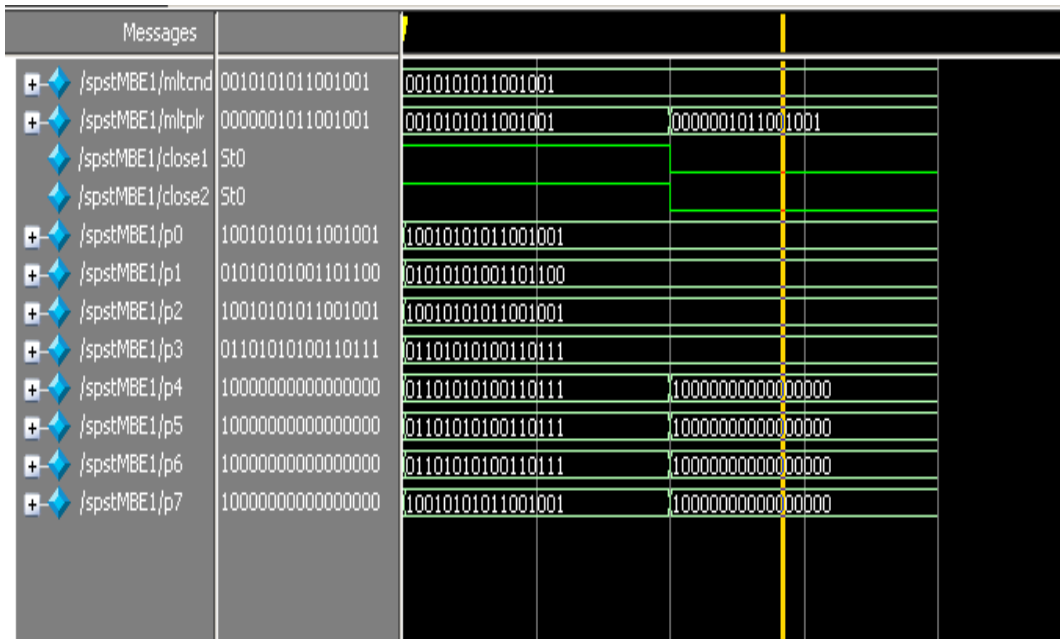 Messages
/spstMBE1/mltcnd 0010101011001001 0010101011001001
/spstMBE1/mltplr 0000001011001001 0010101011001001 0000001011001001
/spstMBE1/close1 St0
/spstMBE1/close2 St0
/spstMBE1/p0 10010101011001001 10010101011001001
/spstMBE1/p1 01010101001101100 01010101001101100
/spstMBE1/p2 10010101011001001 10010101011001001
/spstMBE1/p3 01101010100110111 01101010100110111
/spstMBE1/p4 10000000000000000 01101010100110111 10000000000000000
/spstMBE1/p5 10000000000000000 01101010100110111 10000000000000000
/spstMBE1/p6 10000000000000000 01101010100110111 10000000000000000
/spstMBE1/p7 10000000000000000 10010101011001001 10000000000000000